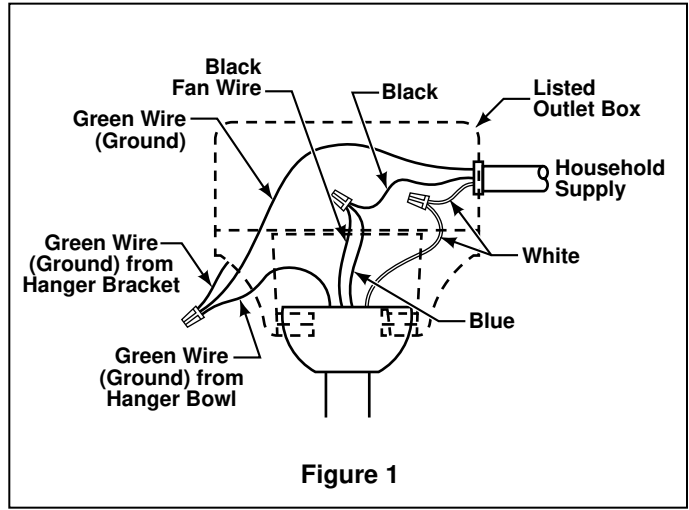 Black
Fan Wire
Black
Listed
Outlet Box
Green Wire
(Ground)
Household
Supply
Green Wire
(Ground) from
Hanger Bracket
White
Blue
Green Wire
(Ground) from
Hanger Bowl
Figure 1